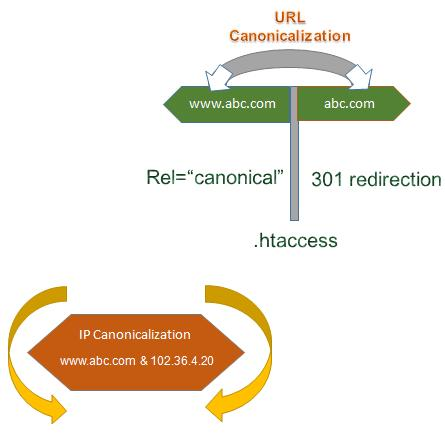 URL
Canonicalization
www.abc.com
abc.com
Rel=“canonical”
301 redirection
.htaccess
IP Canonicalization
www.abc.com & 102.36.4.20